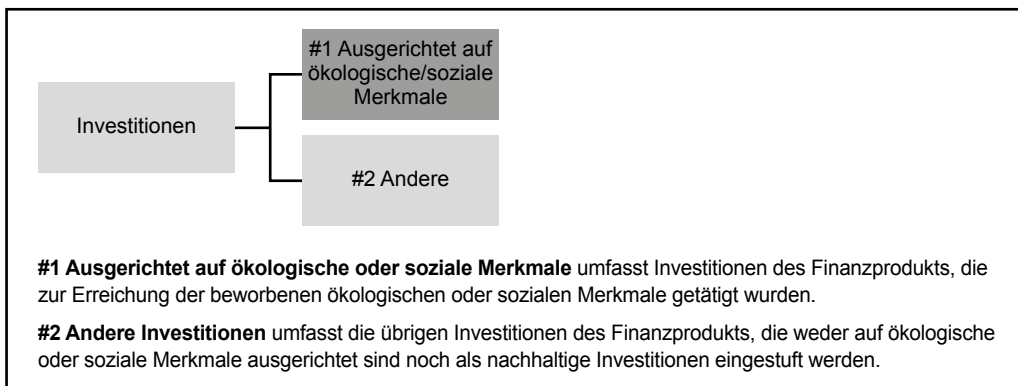 #1 Ausgerichtet auf
ökologische/soziale
Merkmale
Investitionen
#2 Andere
#1 Ausgerichtet auf ökologische oder soziale Merkmale umfasst Investitionen des Finanzprodukts, die
zur Erreichung der beworbenen ökologischen oder sozialen Merkmale getätigt wurden.
#2 Andere Investitionen umfasst die übrigen Investitionen des Finanzprodukts, die weder auf ökologische
oder soziale Merkmale ausgerichtet sind noch als nachhaltige Investitionen eingestuft werden.